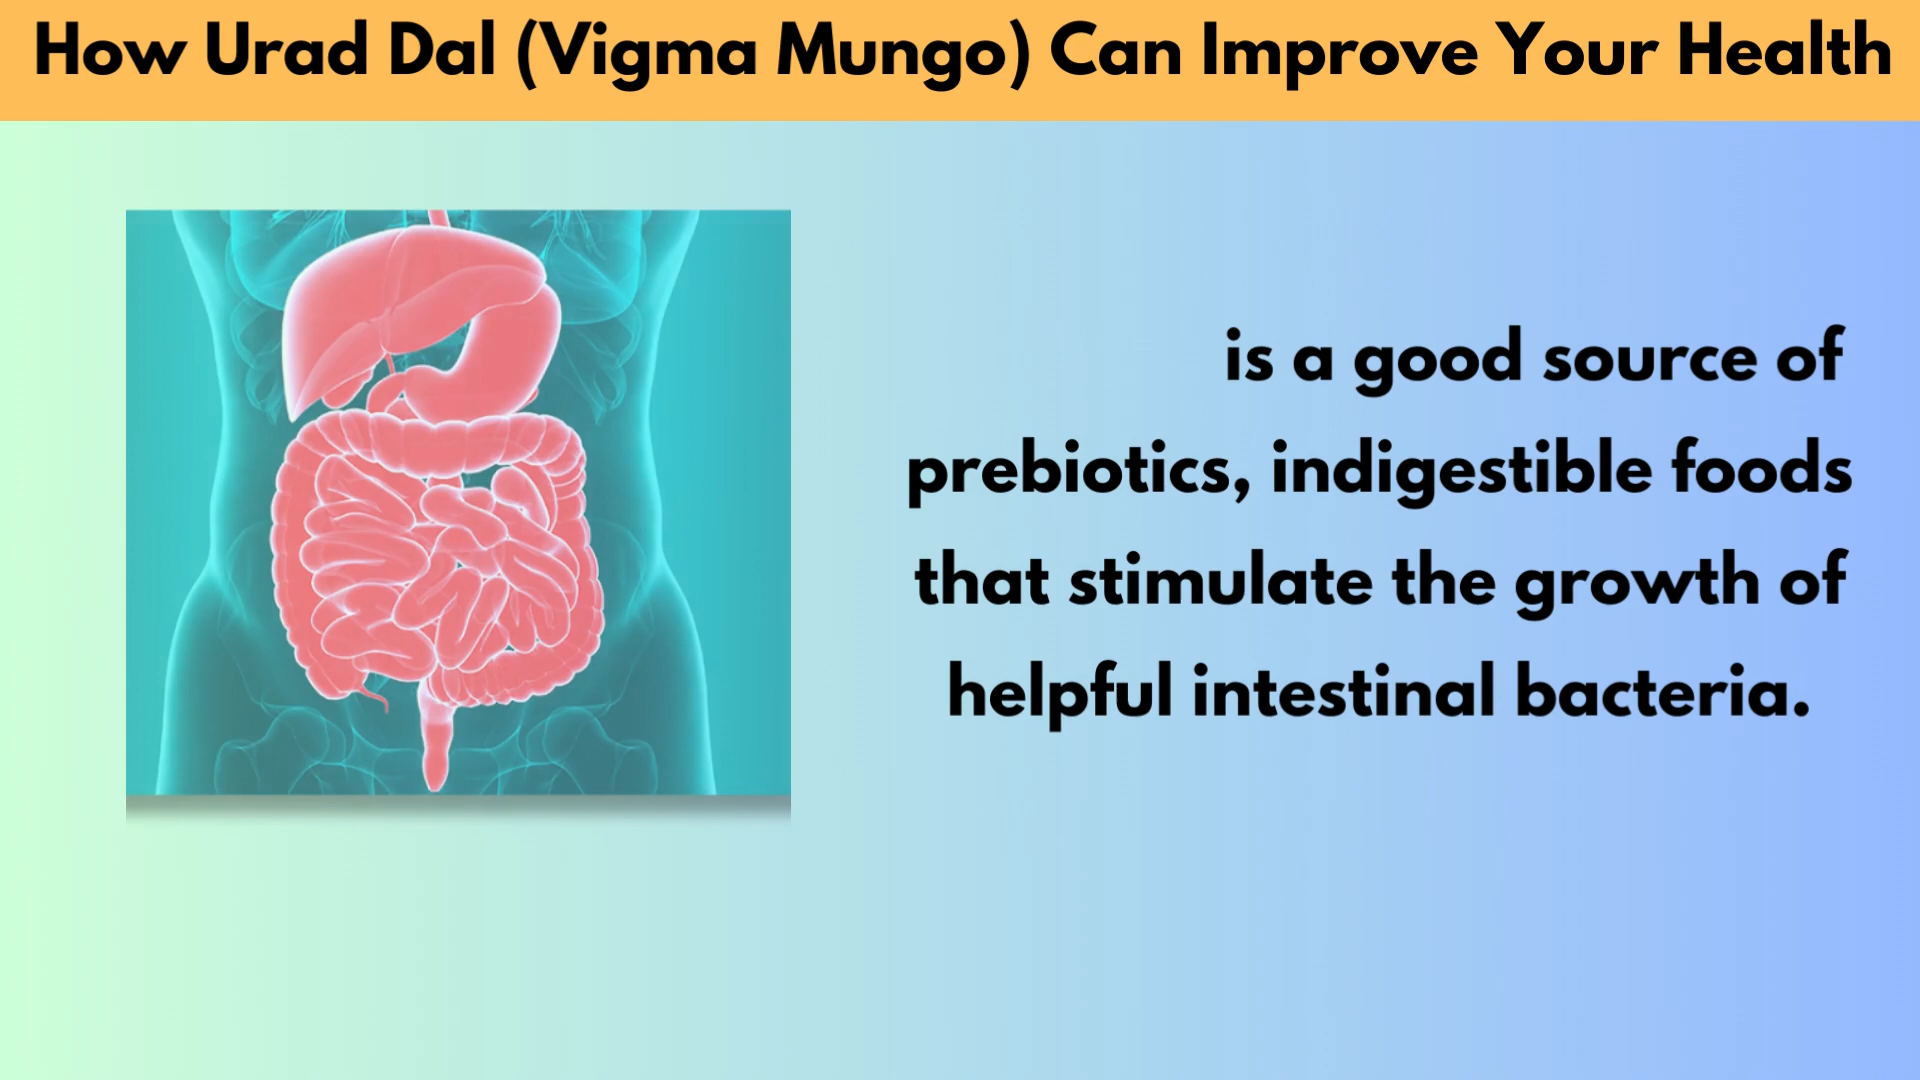 How Urad Dal (Vigma Mungo) Can Improve Your Health
is a good source of
prebiotics, indigestible foods
that stimulate the growth of
helpful intestinal bacteria.